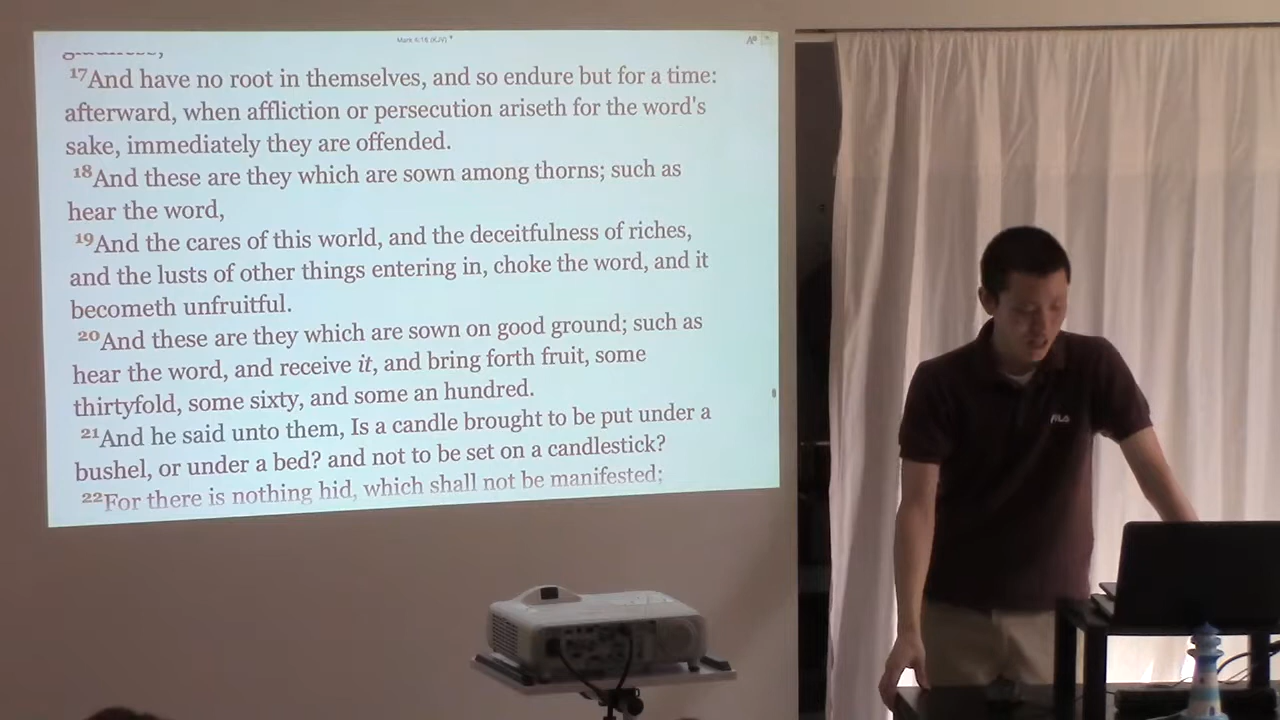 Mark 4:18 (KJV)
17And have no root in themselves, and so endure but for a time:
afterward, when affliction or persecution ariseth for the word's
sake, immediately they are offended.
18And these are they which are sown among thorns; such as
hear the word,
19And the cares of this world, and the deceitfulness of riches,
and the lusts of other things entering in, choke the word, and it
becometh unfruitful.
20And these are they which are sown on good ground; such as
hear the word, and receive it, and bring forth fruit, some
thirtyfold, some sixty, and some an hundred.
21And he said unto them, Is a candle brought to be put under a
bushel, or under a bed? and not to be set on a candlestick?
22For there is nothing hid, which shall not be manifested;
FILA